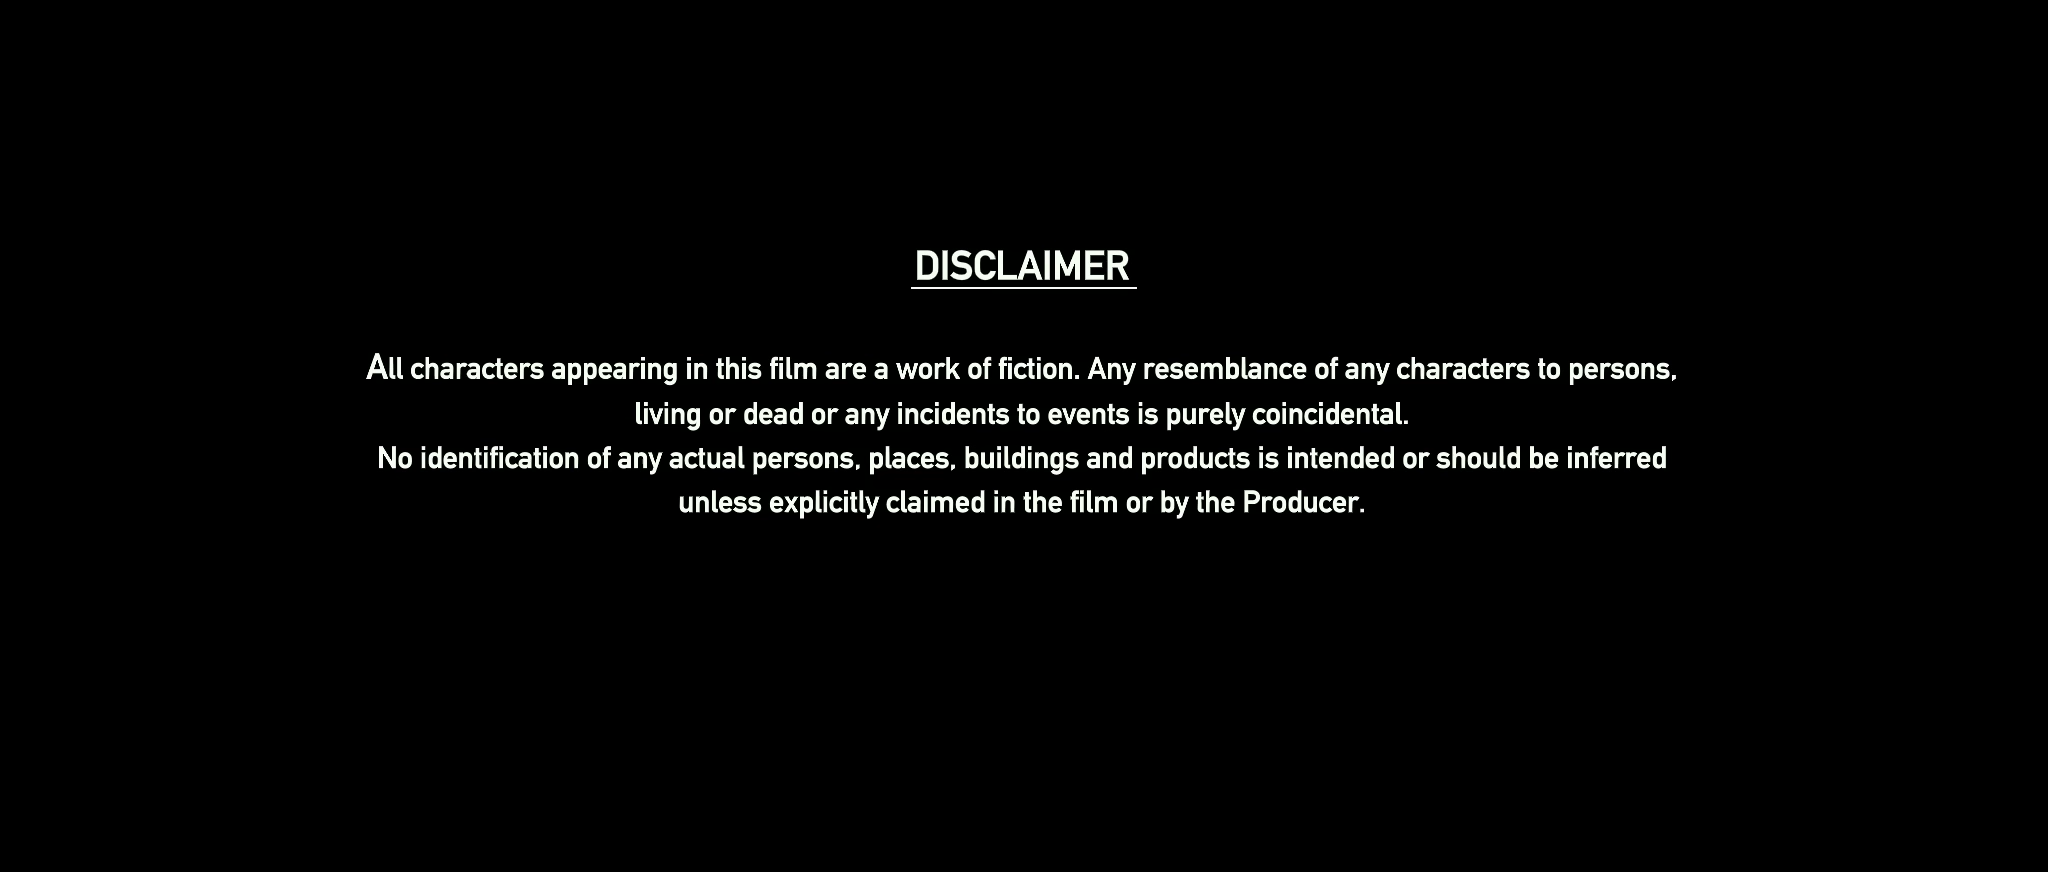 DISCLAIMER
All characters appearing in this film are a work of fiction. Any resemblance of any characters to persons,
living or dead or any incidents to events is purely coincidental.
No identification of any actual persons, places, buildings and products is intended or should be inferred
unless explicitly claimed in the film or by the Producer.